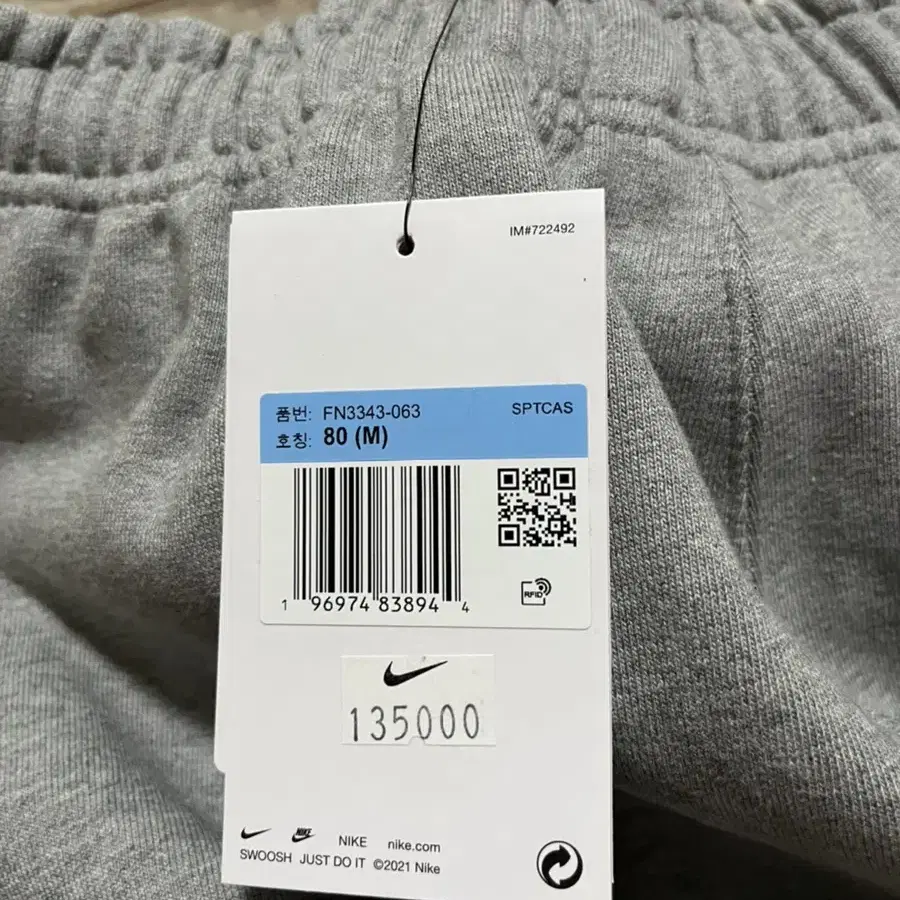 IM#722492
품번: FN3343-063 SPTCAS
호칭: 80 (M)
RFID
1 96974 83894 4
135000
NIKE
NIKE nike.com
SWOOSH JUST DO IT ©2021 Nike